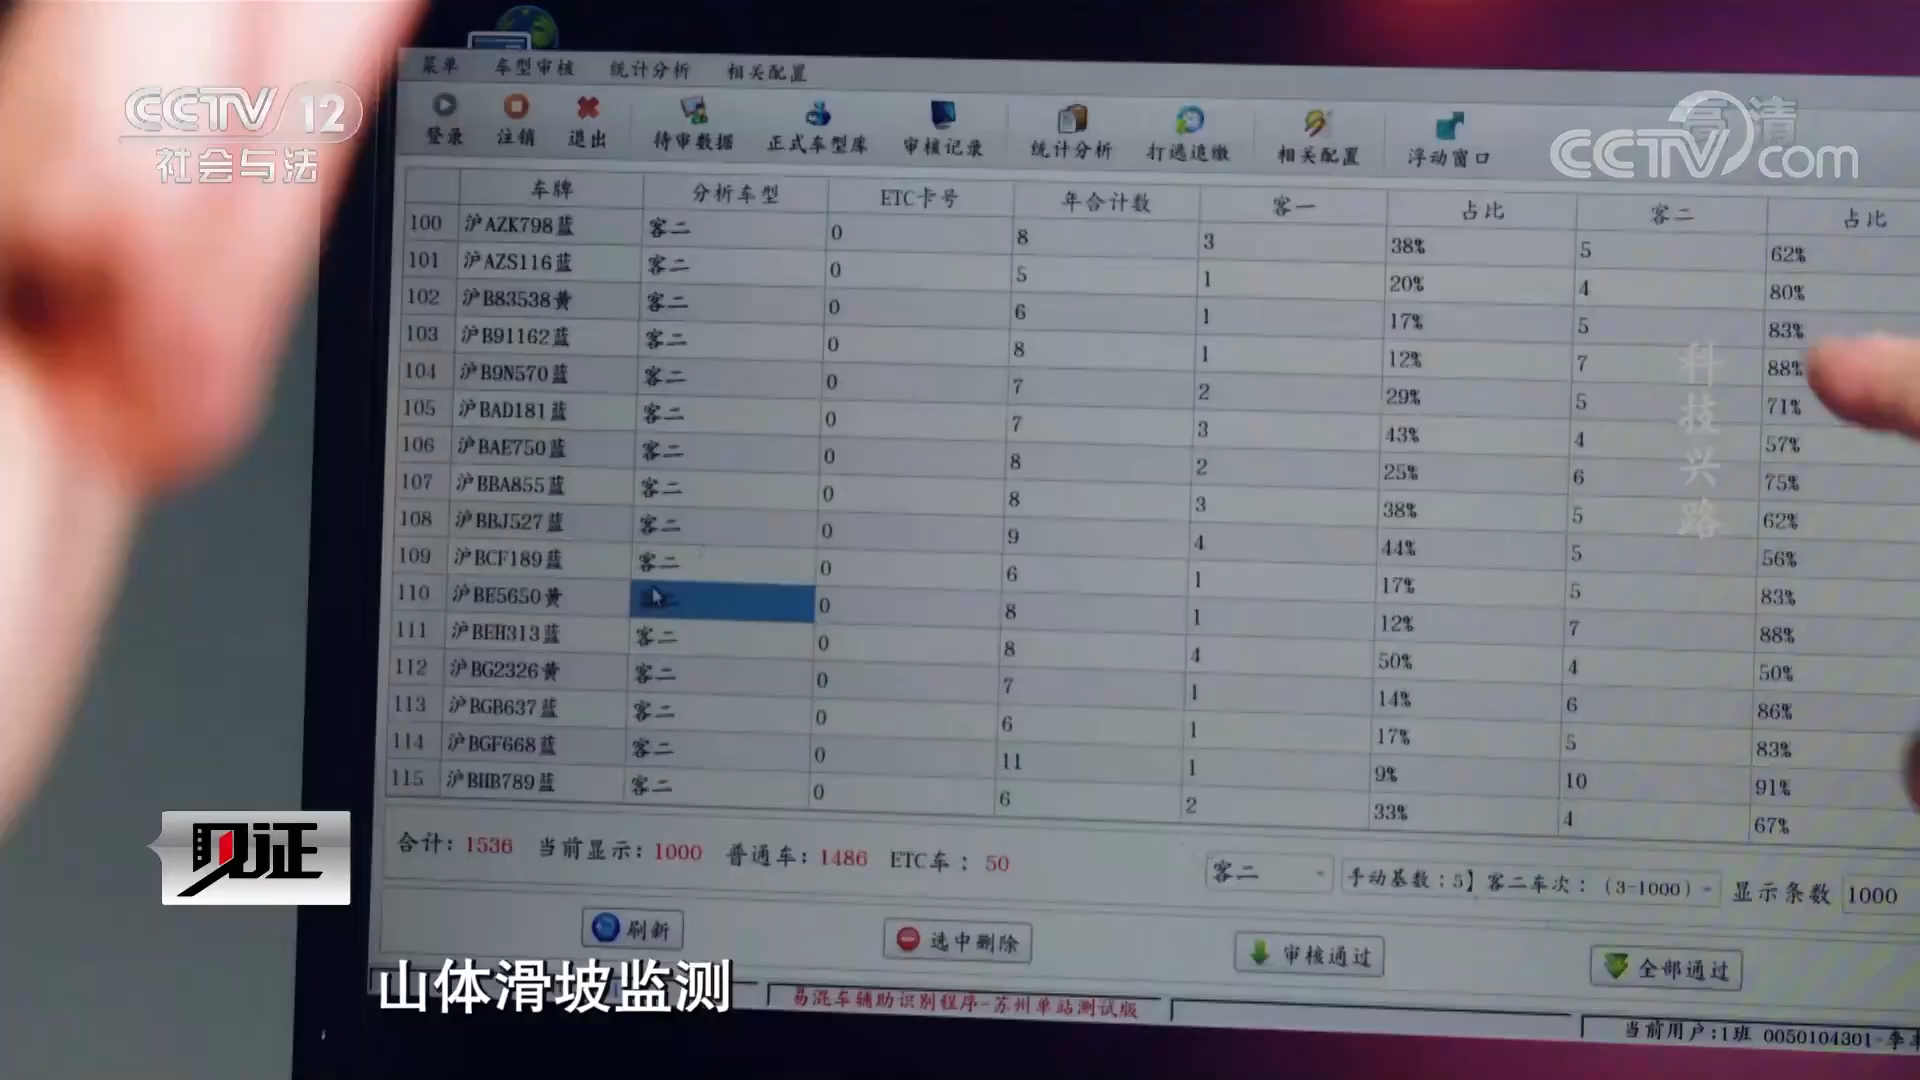 CCTV 12
社会与法
高清
CCTV com
菜单 车型审核 统计分析 相关配置
登录 注销 退出 待审数据 正式车型库 审核记录 统计分析 打逃追缴 相关配置 浮动窗口
车牌 分析车型 ETC卡号 年合计数 客一 占比 客二 占比
100 沪AZK798蓝 客二 0 8 3 38% 5 62%
101 沪AZS116蓝 客二 0 5 1 20% 4 80%
102 沪B83538黄 客二 0 6 1 17% 5 83%
103 沪B91162蓝 客二 0 8 1 12% 7 88%
104 沪B9N570蓝 客二 0 7 2 29% 5 71%
105 沪BAD181蓝 客二 0 7 3 43% 4 57%
106 沪BAE750蓝 客二 0 8 2 25% 6 75%
107 沪BBA855蓝 客二 0 8 3 38% 5 62%
108 沪BBJ527蓝 客二 0 9 4 44% 5 56%
109 沪BCF189蓝 客二 0 6 1 17% 5 83%
110 沪BE5650黄 0 8 1 12% 7 88%
111 沪BEH313蓝 客二 0 8 4 50% 4 50%
112 沪BG2326黄 客二 0 7 1 14% 6 86%
113 沪BGB637蓝 客二 0 6 1 17% 5 83%
114 沪BGF668蓝 客二 0 11 1 9% 10 91%
115 沪BHB789蓝 客二 0 6 2 33% 4 67%
科技兴路
合计: 1536 当前显示: 1000 普通车: 1486 ETC车: 50
客二 手动基数:5】客二车次: (3-1000) 显示条数 1000
见证
刷新 选中删除 审核通过 全部通过
山体滑坡监测
易混车辅助识别程序-苏州单站测试版
当前用户:1班 0050104301-李